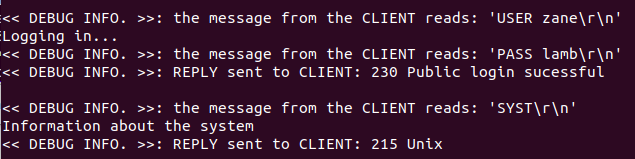 << DEBUG INFO. >>: the message from the CLIENT reads: 'USER zane\r\n'
Logging in...
<< DEBUG INFO. >>: the message from the CLIENT reads: 'PASS lamb\r\n'
<< DEBUG INFO. >>: REPLY sent to CLIENT: 230 Public login sucessful
<< DEBUG INFO. >>: the message from the CLIENT reads: 'SYST\r\n'
Information about the system
<< DEBUG INFO. >>: REPLY sent to CLIENT: 215 Unix